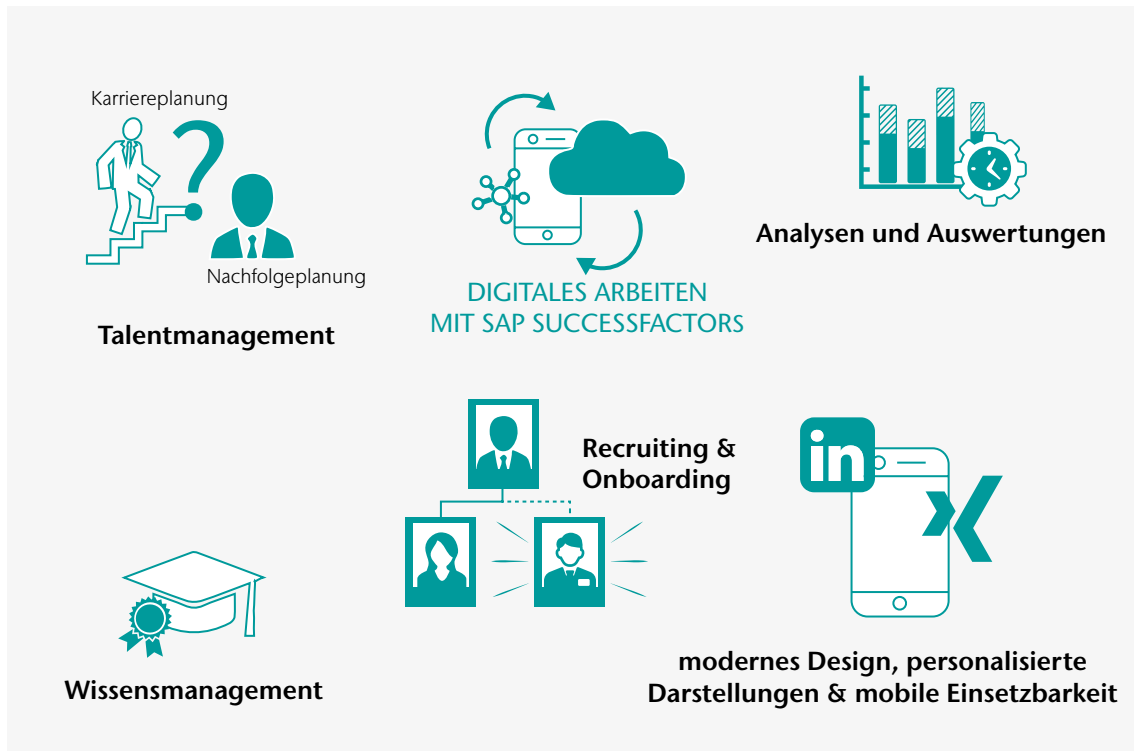 Karriereplanung
Nachfolgeplanung
Talentmanagement
DIGITALES ARBEITEN
MIT SAP SUCCESSFACTORS
Analysen und Auswertungen
Recruiting &
Onboarding
in
Wissensmanagement
modernes Design, personalisierte
Darstellungen & mobile Einsetzbarkeit